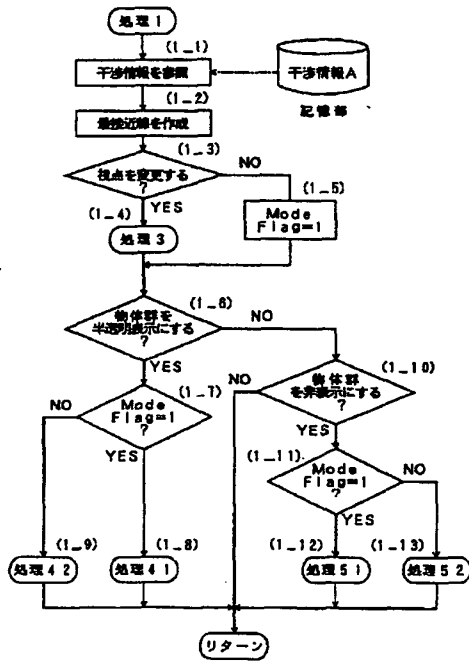 処理1
(1_1)
干渉情報を参照
干渉情報A
記憶部
(1_2)
最接近線を作成
(1_3)
視点を変更する
?
NO
(1_4)
YES
(1_5)
処理3
Mode
Flag=1
(1_6)
物体群を
半透明表示にする
?
NO
YES
(1_7)
(1_10)
NO
Mode
Flag=1
?
NO
物体群
を非表示にする
?
YES
YES
(1_11)
Mode
Flag=1
?
NO
YES
(1_9)
(1_8)
(1_12)
(1_13)
処理42
処理41
処理51
処理52
リターン